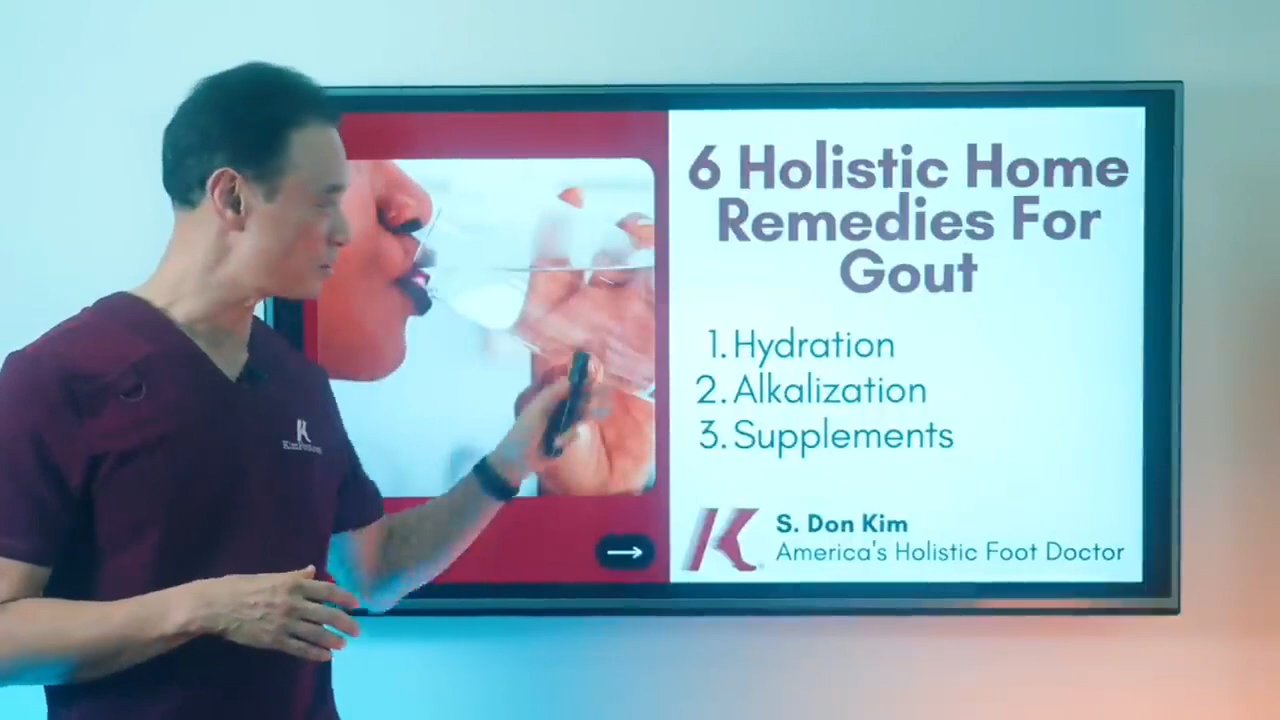 6 Holistic Home
Remedies For
Gout
1. Hydration
2. Alkalization
3. Supplements
K
S. Don Kim
America's Holistic Foot Doctor
K